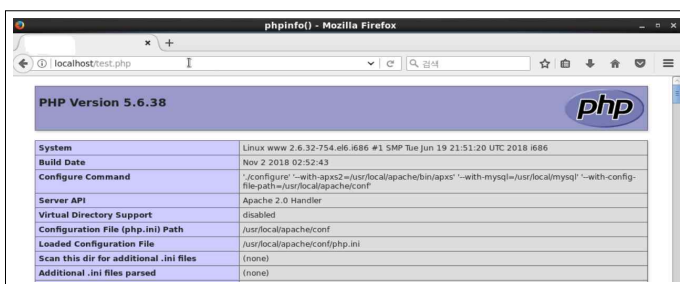 phpinfo() - Mozilla Firefox
localhost/test.php
검색
PHP Version 5.6.38
php
System Linux www 2.6.32-754.el6.i686 #1 SMP Tue Jun 19 21:51:20 UTC 2018 i686
Build Date Nov 2 2018 02:52:43
Configure Command './configure' '--with-apxs2=/usr/local/apache/bin/apxs' '--with-mysql=/usr/local/mysql' '--with-config-
file-path=/usr/local/apache/conf'
Server API Apache 2.0 Handler
Virtual Directory Support disabled
Configuration File (php.ini) Path /usr/local/apache/conf
Loaded Configuration File /usr/local/apache/conf/php.ini
Scan this dir for additional .ini files (none)
Additional .ini files parsed (none)